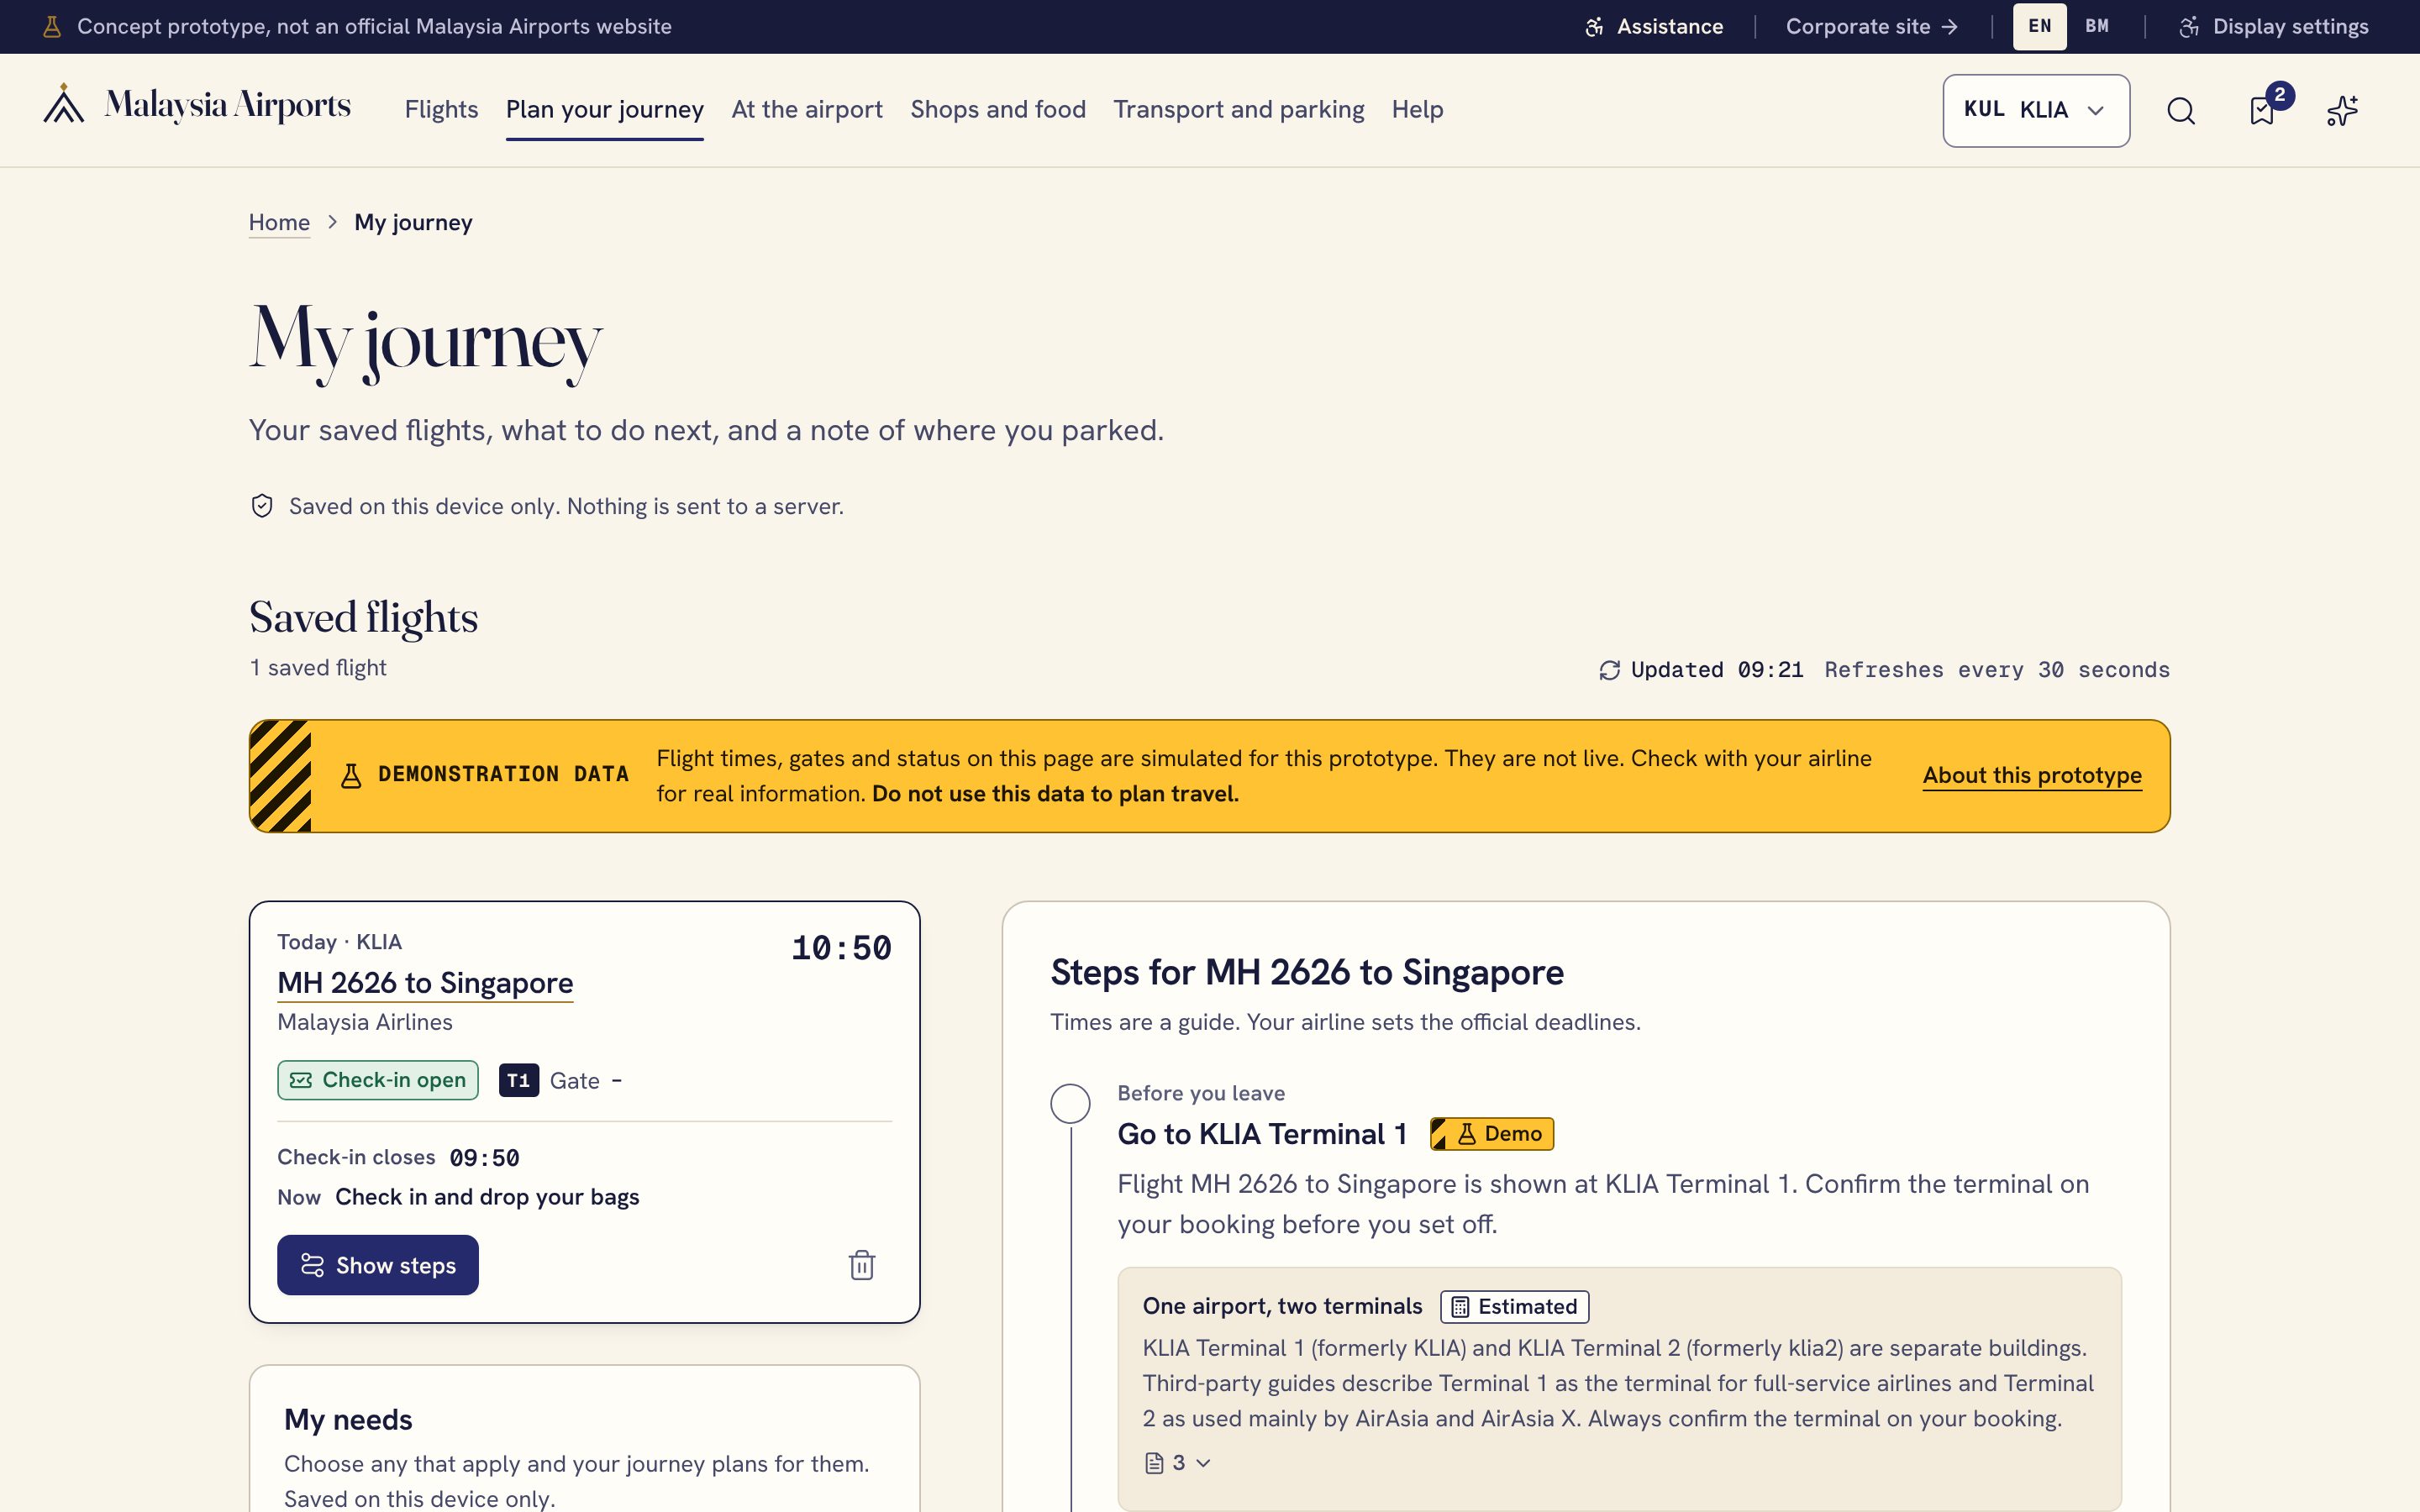 Concept prototype, not an official Malaysia Airports website
Assistance
Corporate site →
EN
BM
Display settings
Malaysia Airports
Flights
Plan your journey
At the airport
Shops and food
Transport and parking
Help
KUL KLIA
2
Home
My journey
My journey
Your saved flights, what to do next, and a note of where you parked.
Saved on this device only. Nothing is sent to a server.
Saved flights
1 saved flight
Updated 09:21 Refreshes every 30 seconds
DEMONSTRATION DATA
Flight times, gates and status on this page are simulated for this prototype. They are not live. Check with your airline
for real information. Do not use this data to plan travel.
About this prototype
Today · KLIA
10:50
MH 2626 to Singapore
Malaysia Airlines
Check-in open
T1 Gate –
Check-in closes 09:50
Now Check in and drop your bags
Show steps
My needs
Choose any that apply and your journey plans for them.
Saved on this device only.
Steps for MH 2626 to Singapore
Times are a guide. Your airline sets the official deadlines.
Before you leave
Go to KLIA Terminal 1
Demo
Flight MH 2626 to Singapore is shown at KLIA Terminal 1. Confirm the terminal on
your booking before you set off.
One airport, two terminals
Estimated
KLIA Terminal 1 (formerly KLIA) and KLIA Terminal 2 (formerly klia2) are separate buildings.
Third-party guides describe Terminal 1 as the terminal for full-service airlines and Terminal
2 as used mainly by AirAsia and AirAsia X. Always confirm the terminal on your booking.
3